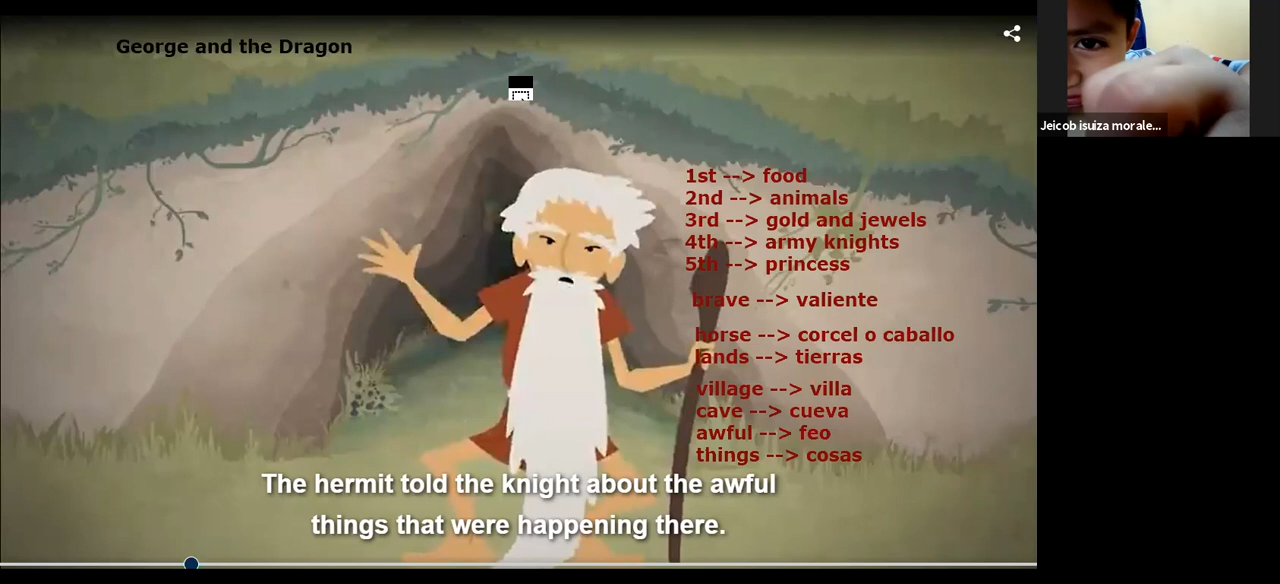 George and the Dragon
1st --> food
2nd --> animals
3rd --> gold and jewels
4th --> army knights
5th --> princess
brave --> valiente
horse --> corcel o caballo
lands --> tierras
village --> villa
cave --> cueva
awful --> feo
things --> cosas
The hermit told the knight about the awful
things that were happening there.
Jeicob isuiza morale...